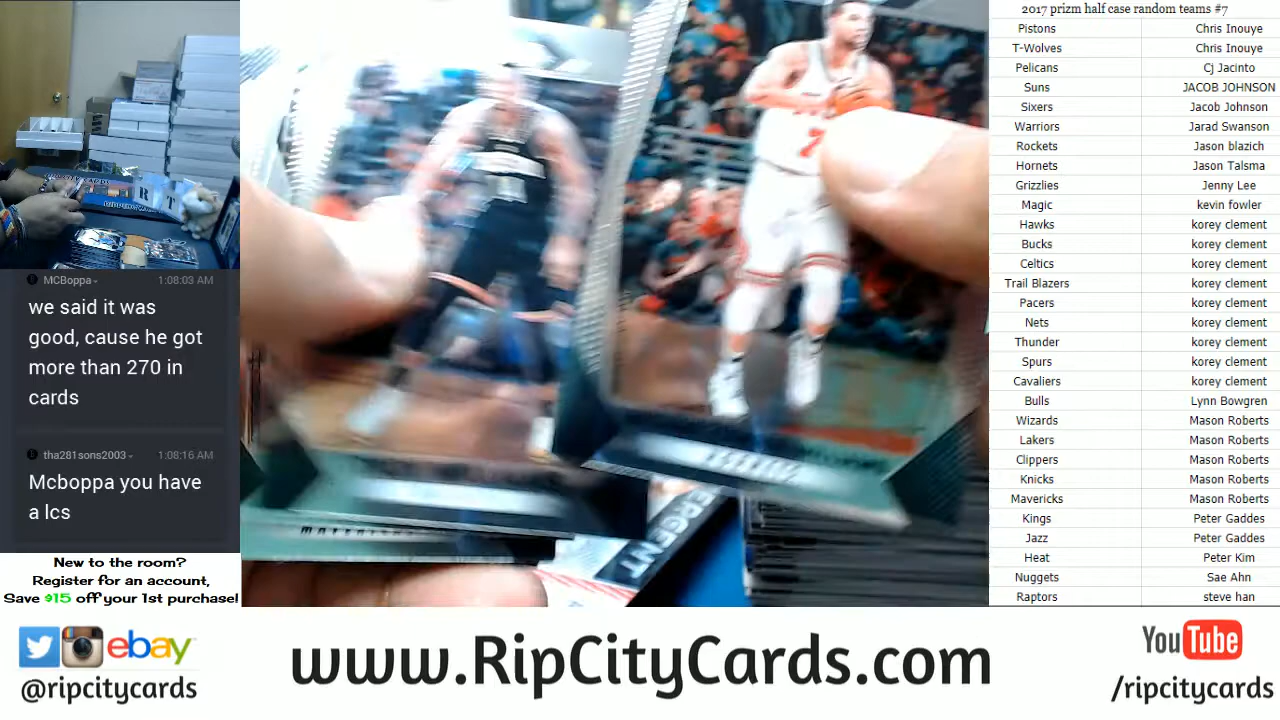 2017 prizm half case random teams #7
Pistons Chris Inouye
T-Wolves Chris Inouye
Pelicans Cj Jacinto
Suns JACOB JOHNSON
Sixers Jacob Johnson
Warriors Jarad Swanson
Rockets Jason blazich
Hornets Jason Talsma
Grizzlies Jenny Lee
Magic kevin fowler
Hawks korey clement
Bucks korey clement
Celtics korey clement
Trail Blazers korey clement
Pacers korey clement
Nets korey clement
Thunder korey clement
Spurs korey clement
Cavaliers korey clement
Bulls Lynn Bowgren
Wizards Mason Roberts
Lakers Mason Roberts
Clippers Mason Roberts
Knicks Mason Roberts
Mavericks Mason Roberts
Kings Peter Gaddes
Jazz Peter Gaddes
Heat Peter Kim
Nuggets Sae Ahn
Raptors steve han
RIPCITYCARDS
R T
7
MCBoppa 1:08:03 AM
we said it was
good, cause he got
more than 270 in
cards
tha281sons2003 1:08:16 AM
Mcboppa you have
a lcs
New to the room?
Register for an account,
Save $15 off your 1st purchase!
ebay
@ripcitycards
www.RipCityCards.com
YouTube
/ripcitycards